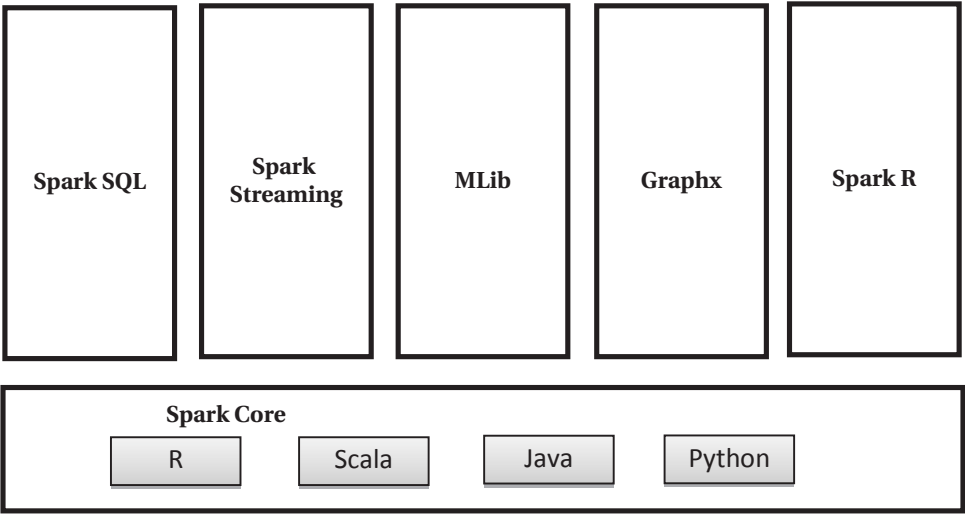 Spark SQL
Spark
Streaming
MLib
Graphx
Spark R
Spark Core
R
Scala
Java
Python